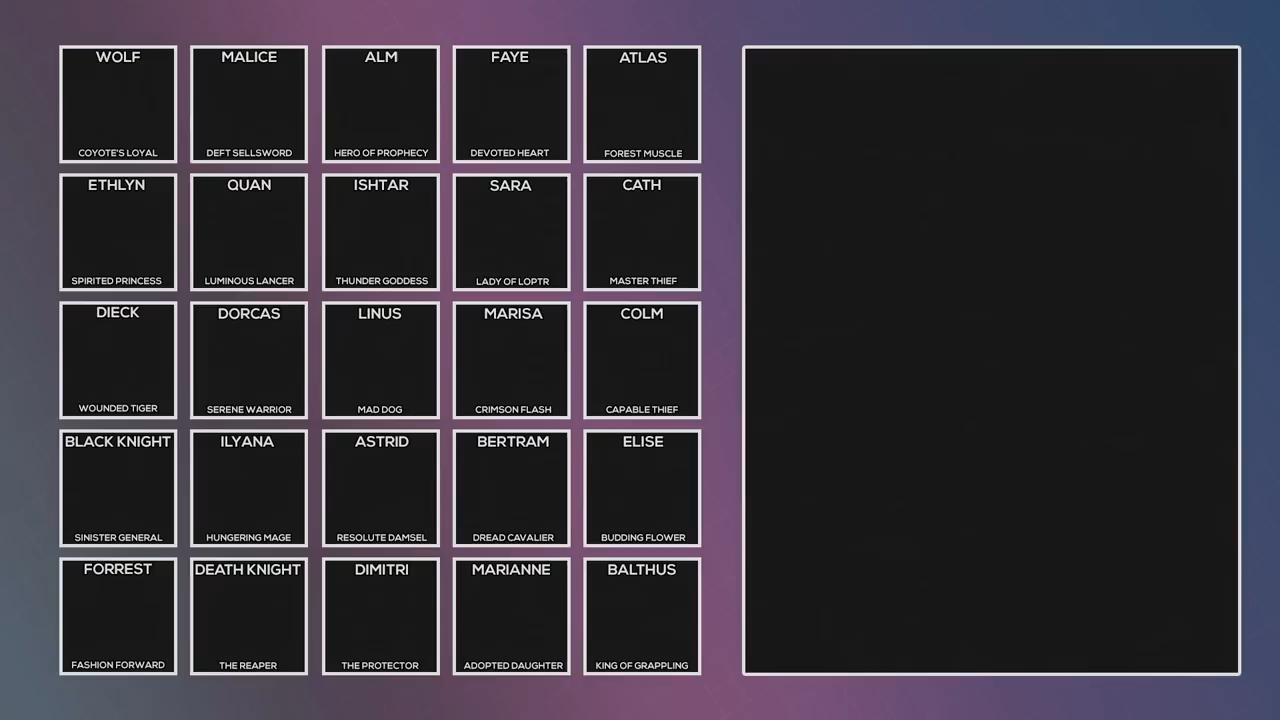 WOLF
COYOTE'S LOYAL
MALICE
DEFT SELLSWORD
ALM
HERO OF PROPHECY
FAYE
DEVOTED HEART
ATLAS
FOREST MUSCLE
ETHLYN
SPIRITED PRINCESS
QUAN
LUMINOUS LANCER
ISHTAR
THUNDER GODDESS
SARA
LADY OF LOPTR
CATH
MASTER THIEF
DIECK
WOUNDED TIGER
DORCAS
SERENE WARRIOR
LINUS
MAD DOG
MARISA
CRIMSON FLASH
COLM
CAPABLE THIEF
BLACK KNIGHT
SINISTER GENERAL
ILYANA
HUNGERING MAGE
ASTRID
RESOLUTE DAMSEL
BERTRAM
DREAD CAVALIER
ELISE
BUDDING FLOWER
FORREST
FASHION FORWARD
DEATH KNIGHT
THE REAPER
DIMITRI
THE PROTECTOR
MARIANNE
ADOPTED DAUGHTER
BALTHUS
KING OF GRAPPLING